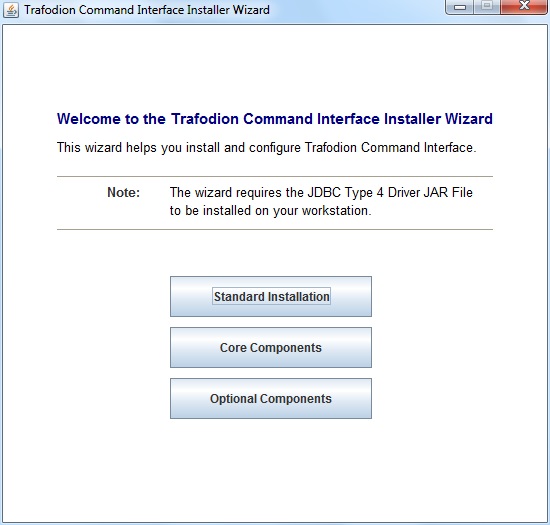 Trafodion Command Interface Installer Wizard
Welcome to the Trafodion Command Interface Installer Wizard
This wizard helps you install and configure Trafodion Command Interface.
Note: The wizard requires the JDBC Type 4 Driver JAR File
to be installed on your workstation.
Standard Installation
Core Components
Optional Components